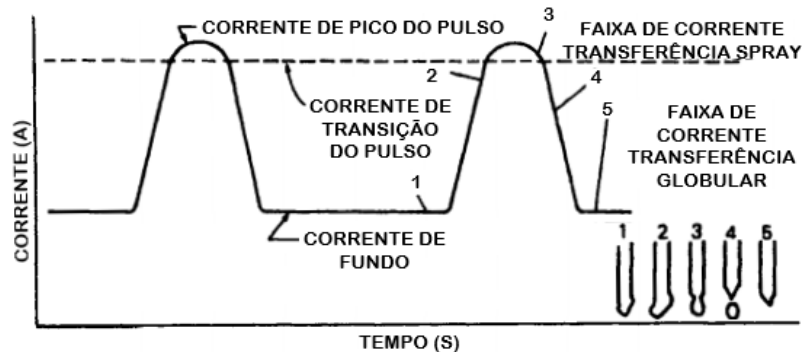 CORRENTE DE PICO DO PULSO
3
FAIXA DE CORRENTE
TRANSFERÊNCIA SPRAY
2
4
CORRENTE DE
TRANSIÇÃO
DO PULSO
5
FAIXA DE
CORRENTE
TRANSFERÊNCIA
GLOBULAR
1
CORRENTE DE
FUNDO
1 2 3 4 5
CORRENTE (A)
TEMPO (S)